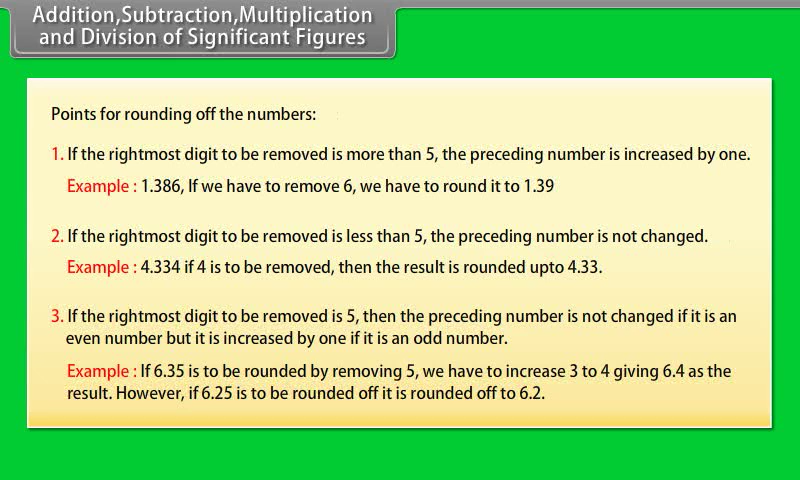 Addition,Subtraction,Multiplication
and Division of Significant Figures
Points for rounding off the numbers:
1. If the rightmost digit to be removed is more than 5, the preceding number is increased by one.
Example : 1.386, If we have to remove 6, we have to round it to 1.39
2. If the rightmost digit to be removed is less than 5, the preceding number is not changed.
Example : 4.334 if 4 is to be removed, then the result is rounded upto 4.33.
3. If the rightmost digit to be removed is 5, then the preceding number is not changed if it is an
even number but it is increased by one if it is an odd number.
Example : If 6.35 is to be rounded by removing 5, we have to increase 3 to 4 giving 6.4 as the
result. However, if 6.25 is to be rounded off it is rounded off to 6.2.